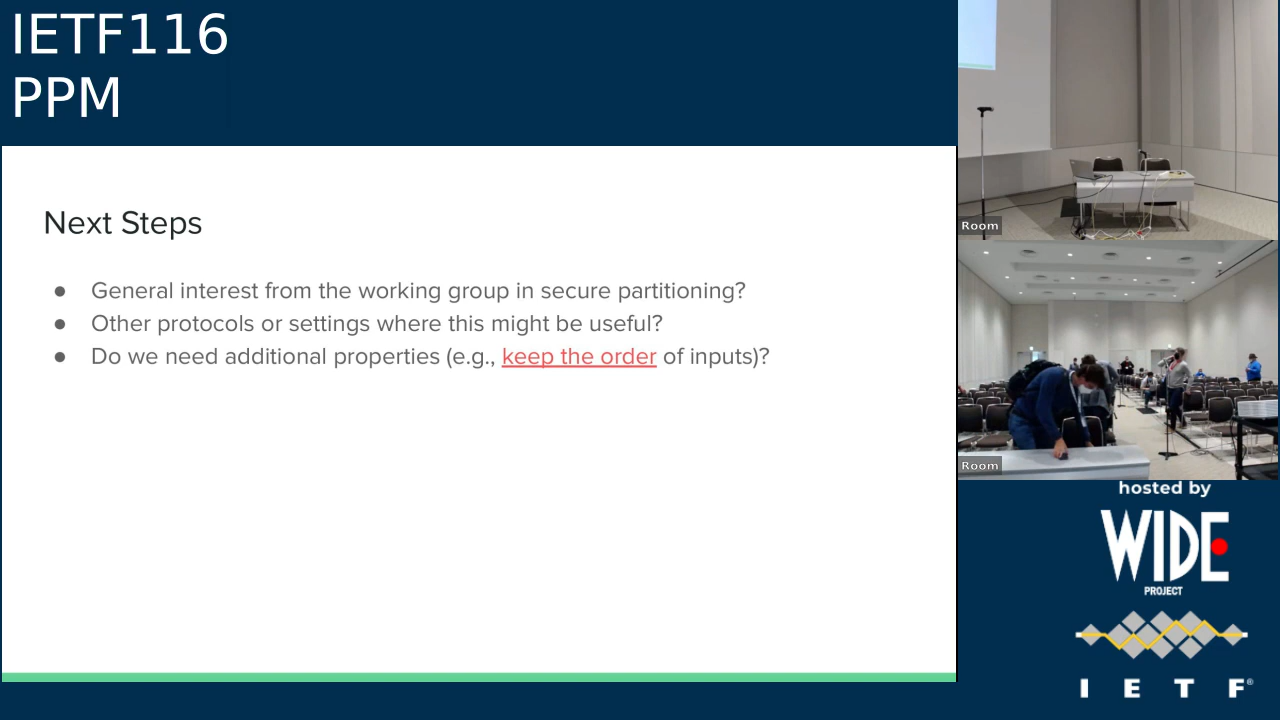 IETF116
PPM
Next Steps
● General interest from the working group in secure partitioning?
● Other protocols or settings where this might be useful?
● Do we need additional properties (e.g., keep the order of inputs)?
Room
Room
hosted by
WIDE
PROJECT
I E T F®